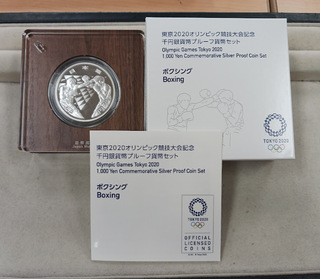 東京2020オリンピック競技大会記念
千円銀貨幣プルーフ貨幣セット
Olympic Games Tokyo 2020
1,000 Yen Commemorative Silver Proof Coin Set
ボクシング
Boxing
TOKYO 2020
東京2020オリンピック競技大会記念
千円銀貨幣プルーフ貨幣セット
Olympic Games Tokyo 2020
1,000 Yen Commemorative Silver Proof Coin Set
ボクシング
Boxing
TOKYO 2020
OFFICIAL
LICENSED
COINS